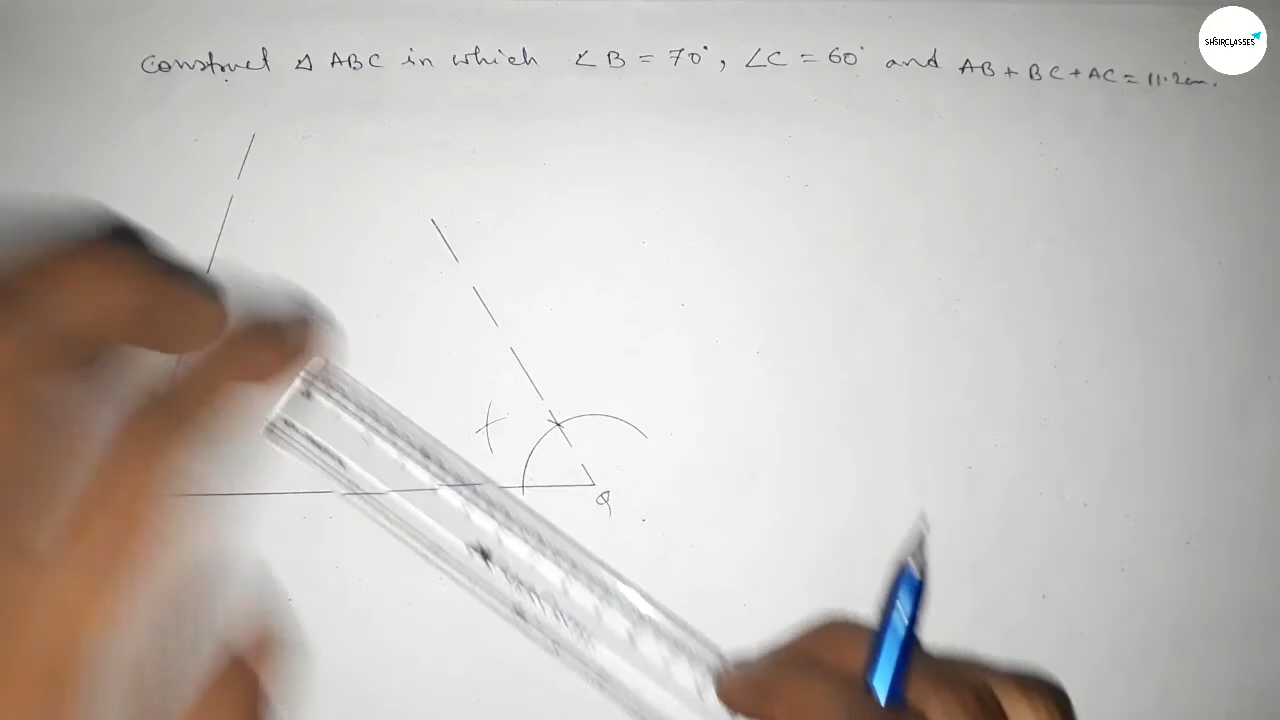 Construct △ ABC in which ∠B = 70°, ∠C = 60° and AB + BC + AC = 11.2cm.
SHSIRCLASSES
Q